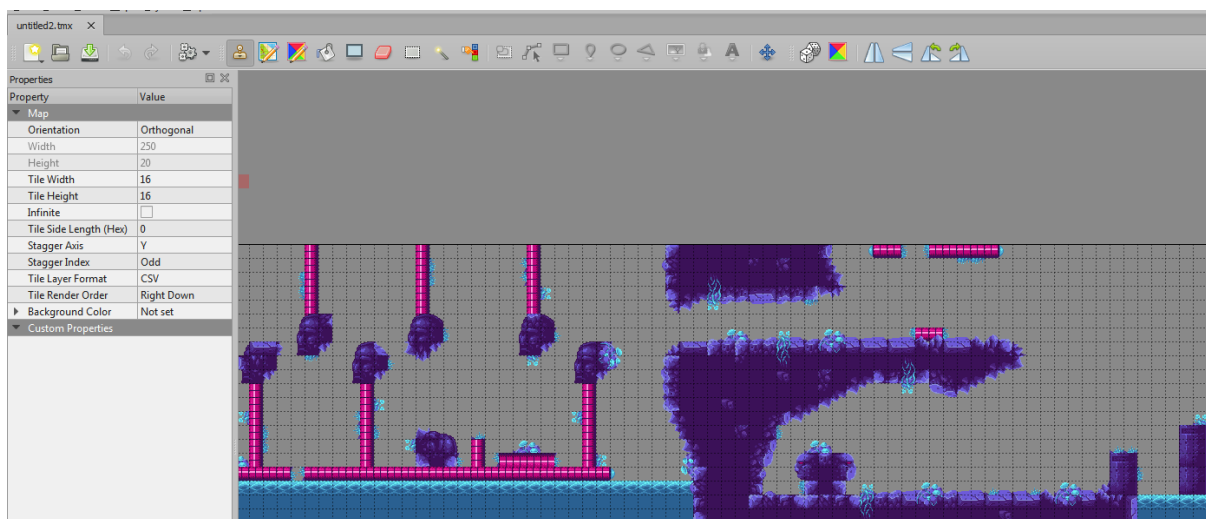 untitled2.tmx
A
Properties
Property Value
Map
Orientation Orthogonal
Width 250
Height 20
Tile Width 16
Tile Height 16
Infinite
Tile Side Length (Hex) 0
Stagger Axis Y
Stagger Index Odd
Tile Layer Format CSV
Tile Render Order Right Down
Background Color Not set
Custom Properties